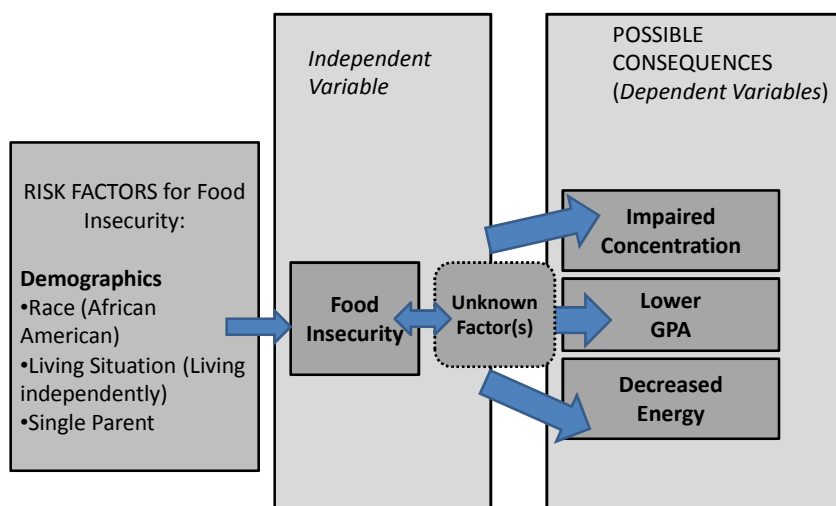 RISK FACTORS for Food
Insecurity:
Demographics
•Race (African
American)
•Living Situation (Living
independently)
•Single Parent
Independent
Variable
Food
Insecurity
Unknown
Factor(s)
POSSIBLE
CONSEQUENCES
(Dependent Variables)
Impaired
Concentration
Lower
GPA
Decreased
Energy